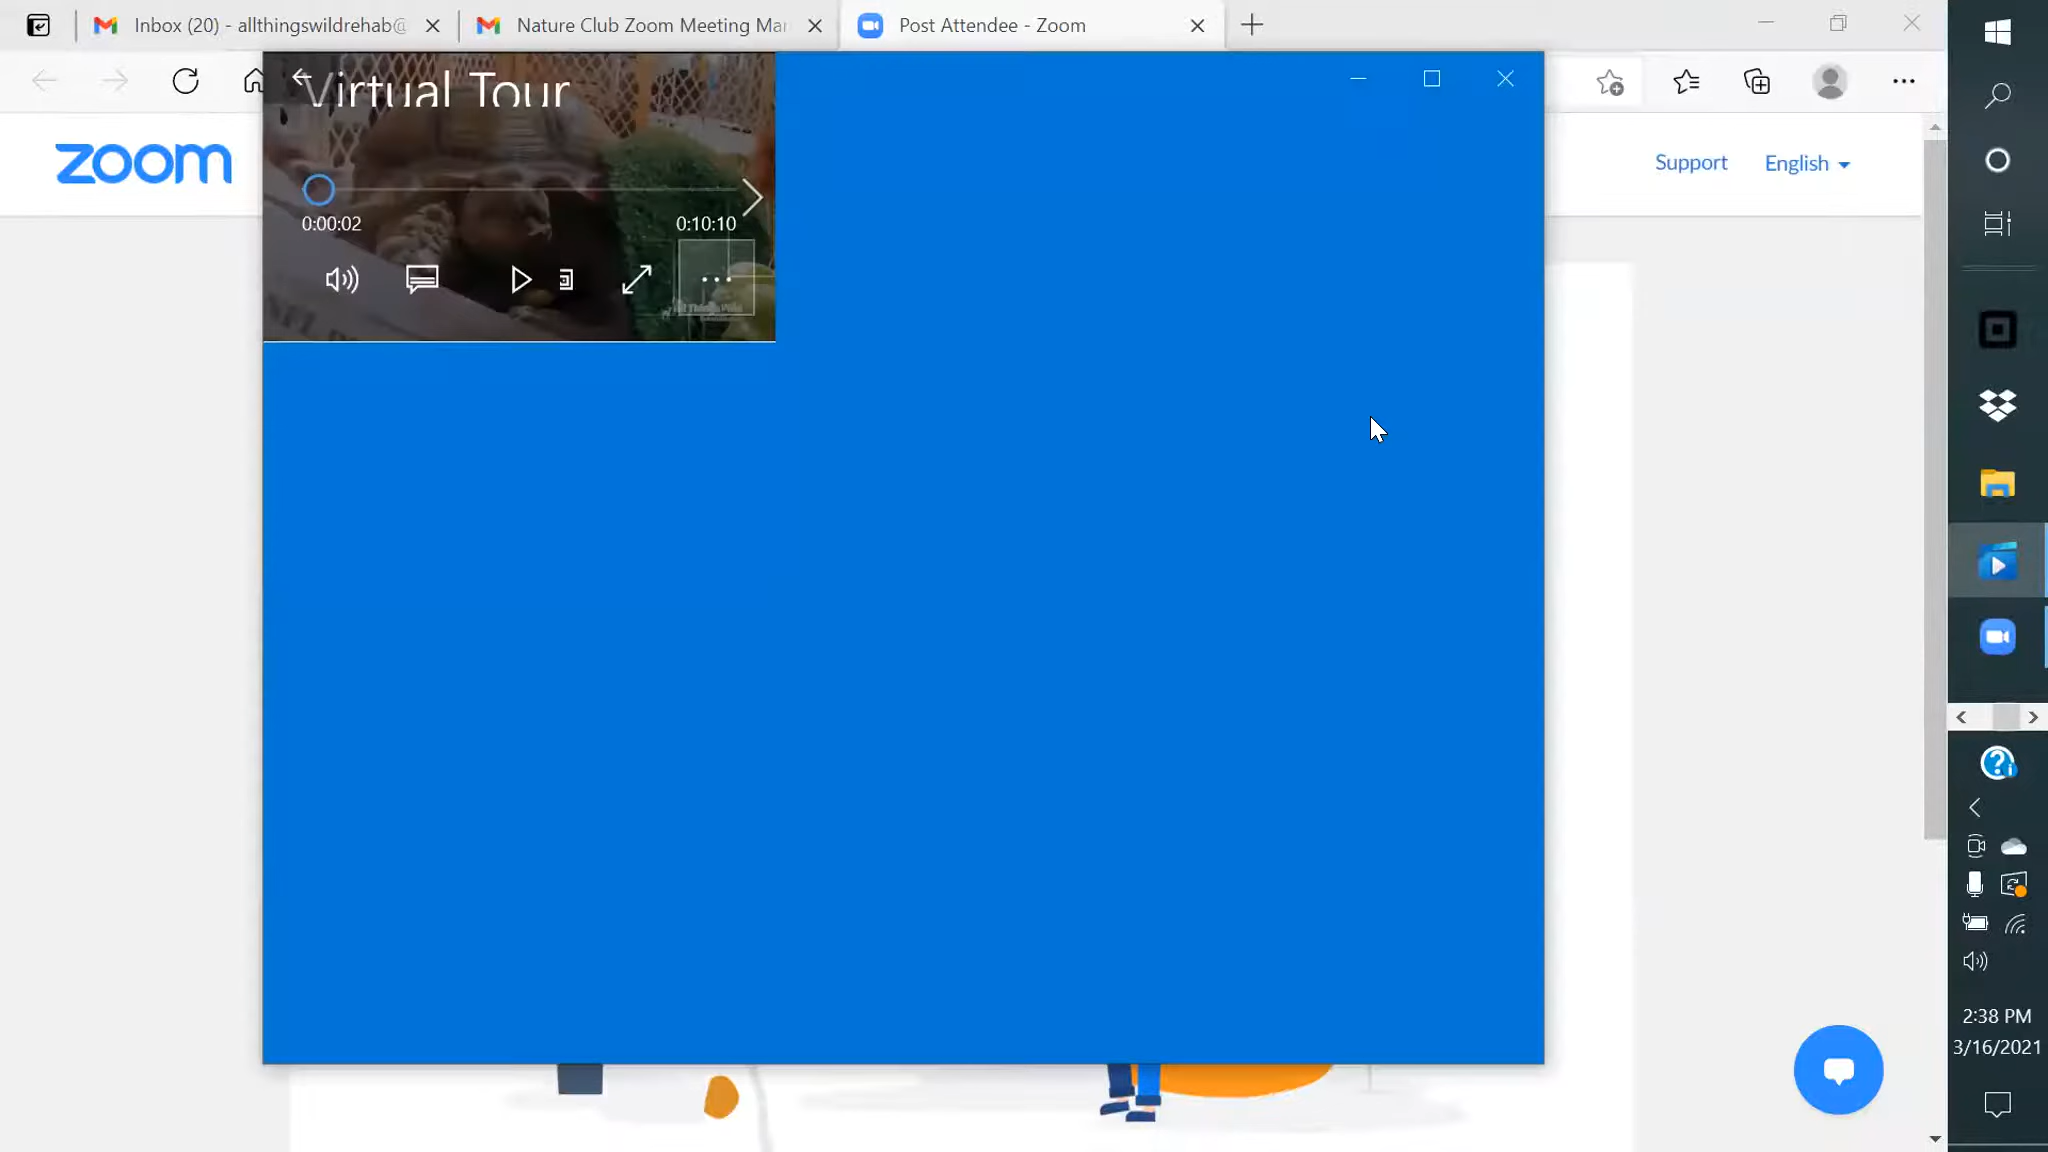 Inbox (20) - allthingswildrehab@
Nature Club Zoom Meeting Mar
Post Attendee - Zoom
Virtual Tour
zoom
Support
English
0:00:02
0:10:10
2:38 PM
3/16/2021